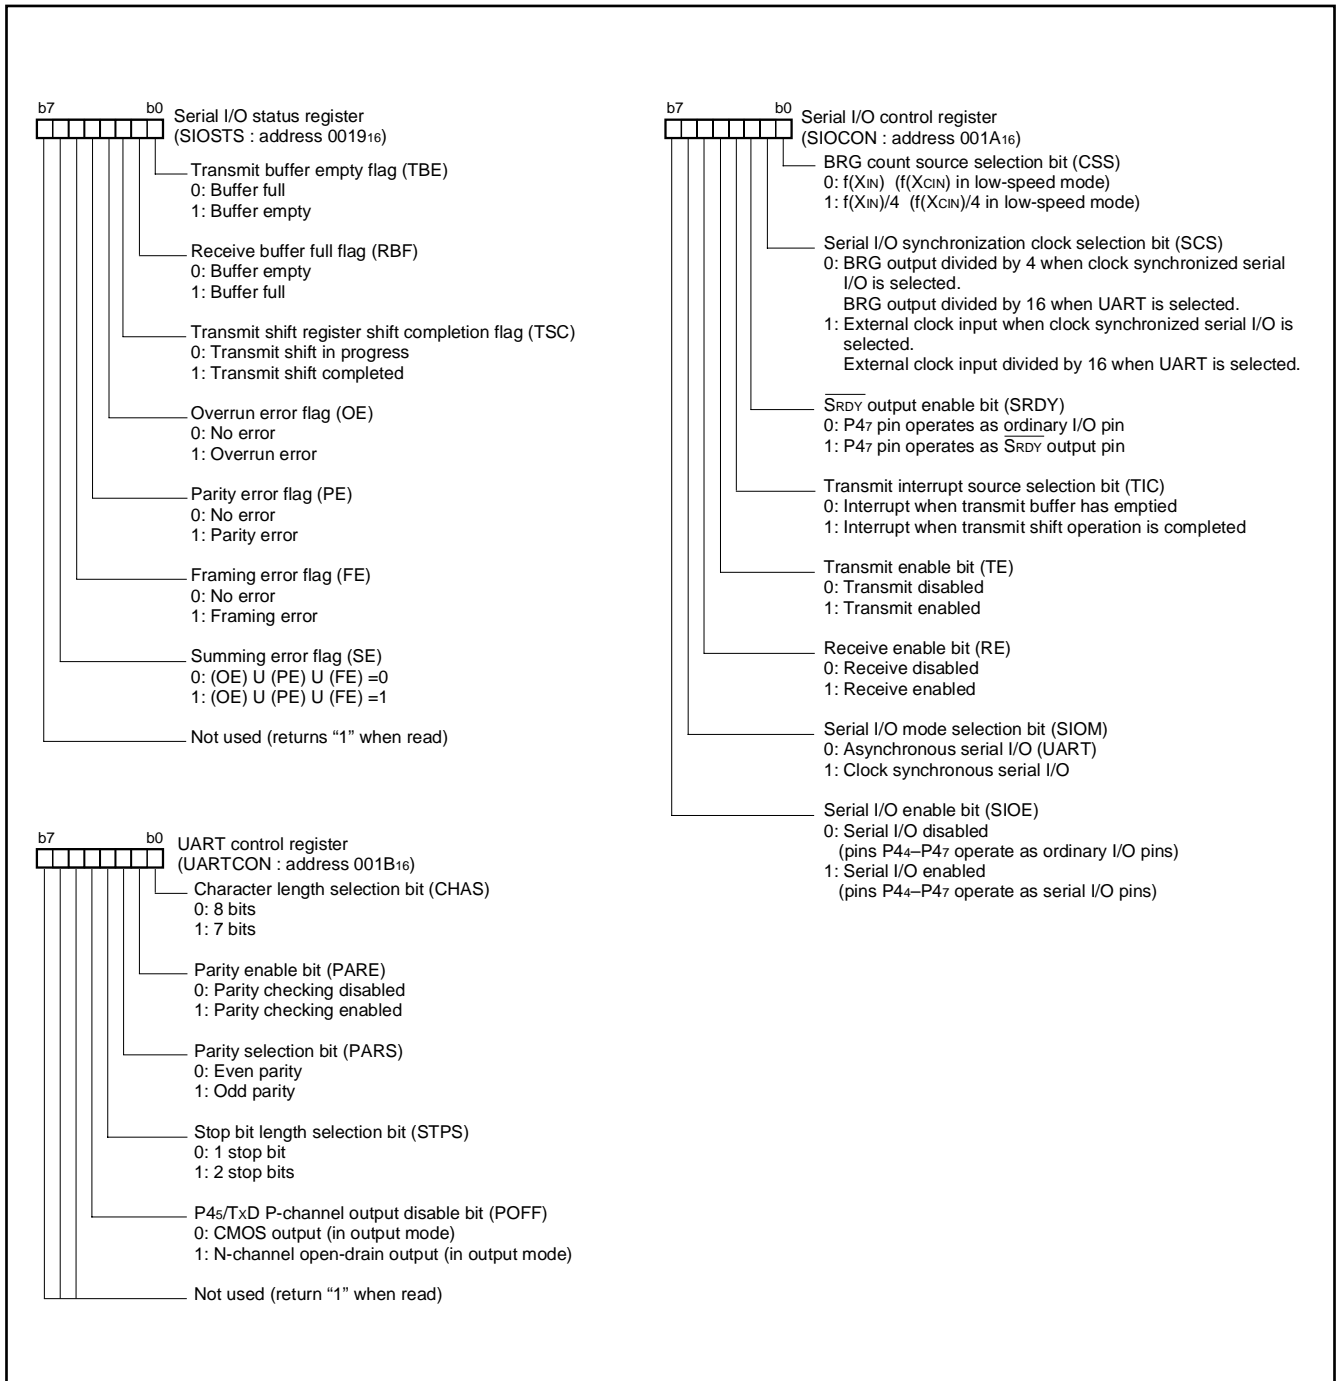 b7 b0 Serial I/O status register
(SIOSTS : address 001916)
Transmit buffer empty flag (TBE)
0: Buffer full
1: Buffer empty
Receive buffer full flag (RBF)
0: Buffer empty
1: Buffer full
Transmit shift register shift completion flag (TSC)
0: Transmit shift in progress
1: Transmit shift completed
Overrun error flag (OE)
0: No error
1: Overrun error
Parity error flag (PE)
0: No error
1: Parity error
Framing error flag (FE)
0: No error
1: Framing error
Summing error flag (SE)
0: (OE) U (PE) U (FE) =0
1: (OE) U (PE) U (FE) =1
Not used (returns “1” when read)
b7 b0 UART control register
(UARTCON : address 001B16)
Character length selection bit (CHAS)
0: 8 bits
1: 7 bits
Parity enable bit (PARE)
0: Parity checking disabled
1: Parity checking enabled
Parity selection bit (PARS)
0: Even parity
1: Odd parity
Stop bit length selection bit (STPS)
0: 1 stop bit
1: 2 stop bits
P45/TxD P-channel output disable bit (POFF)
0: CMOS output (in output mode)
1: N-channel open-drain output (in output mode)
Not used (return “1” when read)
b7 b0 Serial I/O control register
(SIOCON : address 001A16)
BRG count source selection bit (CSS)
0: f(XIN) (f(XCIN) in low-speed mode)
1: f(XIN)/4 (f(XCIN)/4 in low-speed mode)
Serial I/O synchronization clock selection bit (SCS)
0: BRG output divided by 4 when clock synchronized serial
I/O is selected.
BRG output divided by 16 when UART is selected.
1: External clock input when clock synchronized serial I/O is
selected.
External clock input divided by 16 when UART is selected.
SRDY output enable bit (SRDY)
0: P47 pin operates as ordinary I/O pin
1: P47 pin operates as SRDY output pin
Transmit interrupt source selection bit (TIC)
0: Interrupt when transmit buffer has emptied
1: Interrupt when transmit shift operation is completed
Transmit enable bit (TE)
0: Transmit disabled
1: Transmit enabled
Receive enable bit (RE)
0: Receive disabled
1: Receive enabled
Serial I/O mode selection bit (SIOM)
0: Asynchronous serial I/O (UART)
1: Clock synchronous serial I/O
Serial I/O enable bit (SIOE)
0: Serial I/O disabled
(pins P44–P47 operate as ordinary I/O pins)
1: Serial I/O enabled
(pins P44–P47 operate as serial I/O pins)